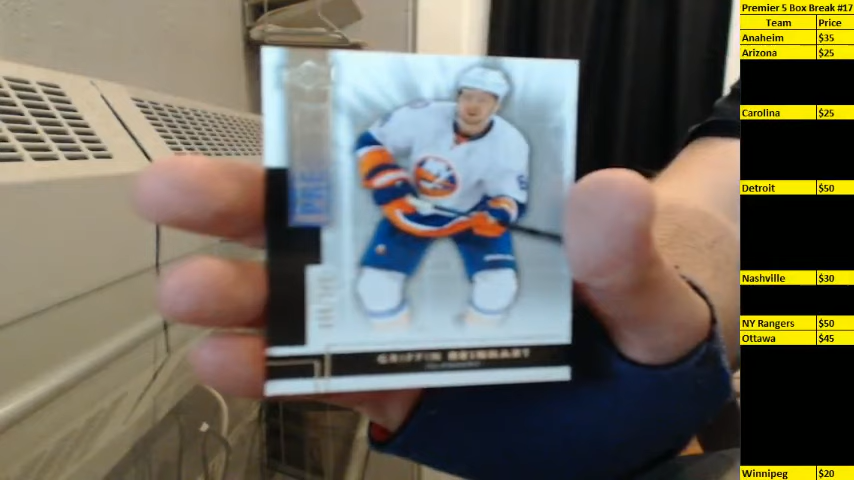 Premier 5 Box Break #17
Team Price
Anaheim $35
Arizona $25
Carolina $25
Detroit $50
Nashville $30
NY Rangers $50
Ottawa $45
Winnipeg $20
PRE
GRIFFIN REINHART